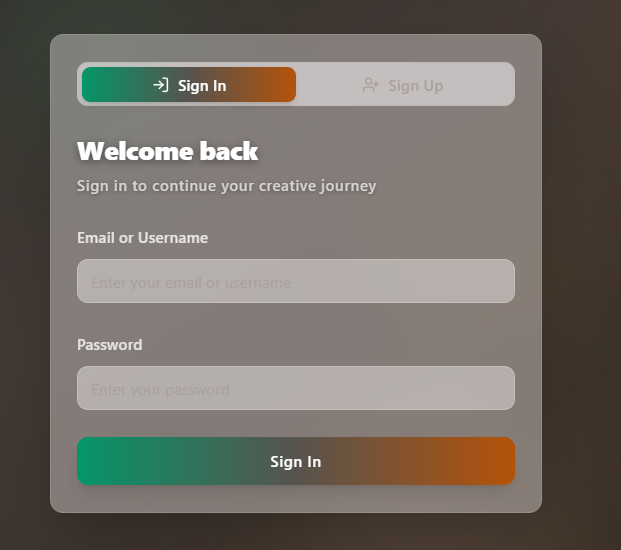 Sign In
Sign Up
Welcome back
Sign in to continue your creative journey
Email or Username
Enter your email or username
Password
Enter your password
Sign In